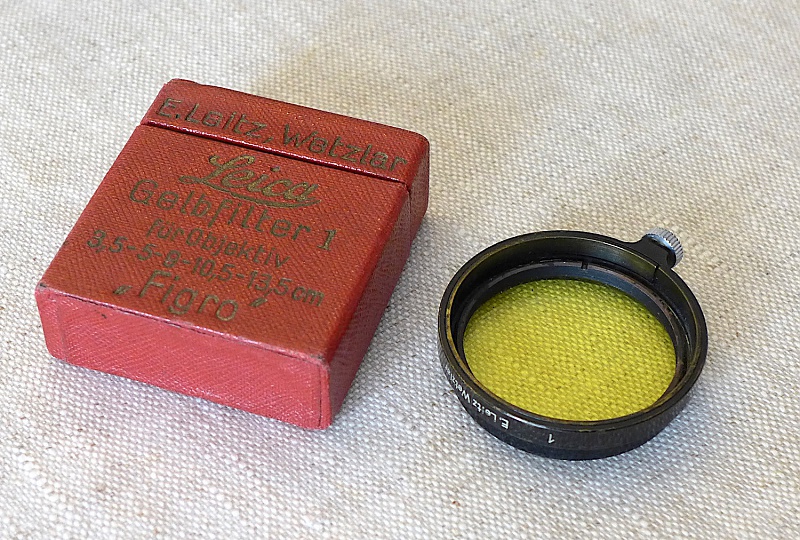 E. Leitz, Wetzlar
Leica
Gelbfilter 1
für Objektiv
3,5-5-9-10,5-13,5cm
„Figro”
E. Leitz Wetzlar
1